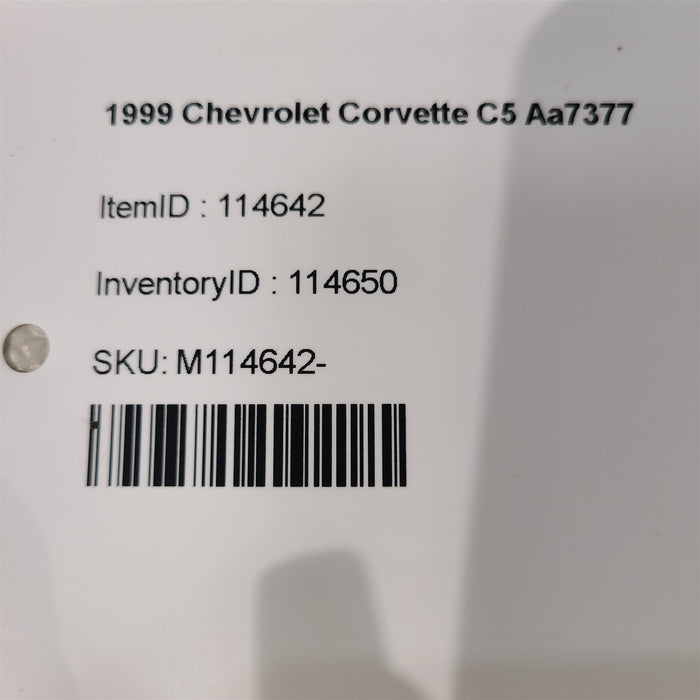 1999 Chevrolet Corvette C5 Aa7377
ItemID : 114642
InventoryID : 114650
SKU: M114642-